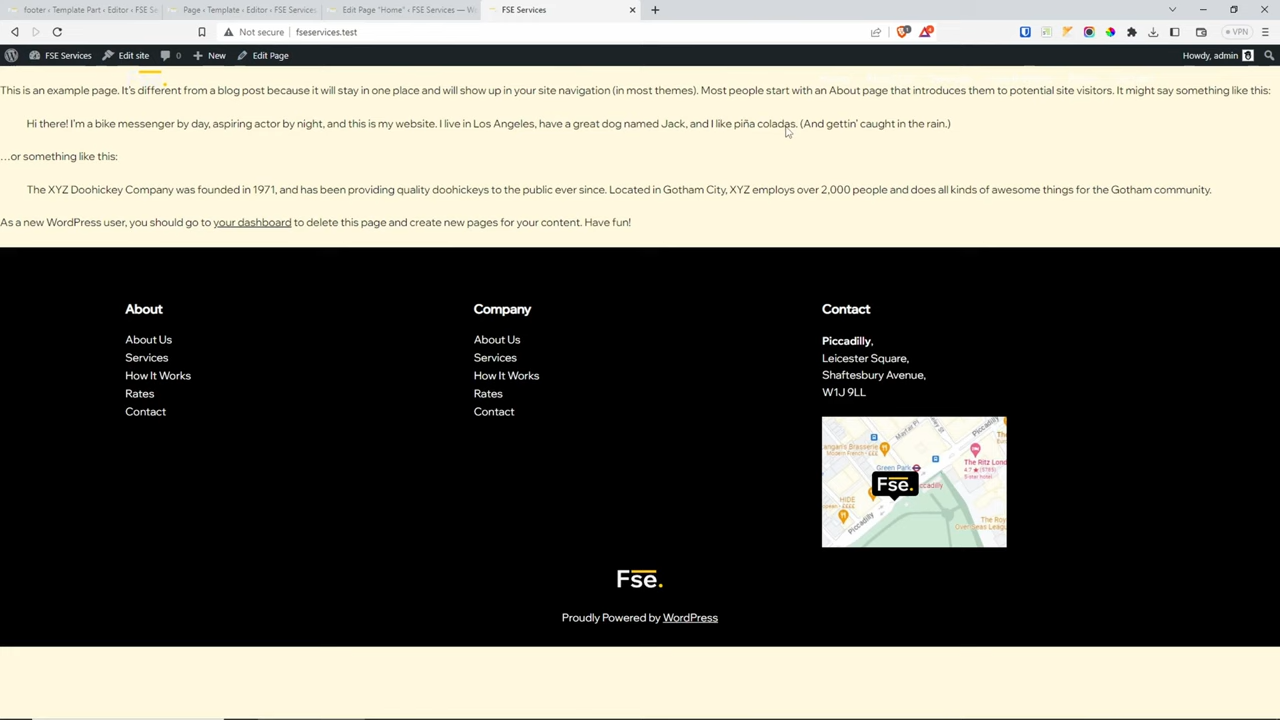 footer ‹ Template Part ‹ Editor ‹ FSE Se
Page ‹ Template ‹ Editor ‹ FSE Services
Edit Page "Home" ‹ FSE Services — W
FSE Services
Not secure
fseservices.test
VPN
FSE Services
Edit site
0
New
Edit Page
Howdy, admin
This is an example page. It's different from a blog post because it will stay in one place and will show up in your site navigation (in most themes). Most people start with an About page that introduces them to potential site visitors. It might say something like this:
Hi there! I'm a bike messenger by day, aspiring actor by night, and this is my website. I live in Los Angeles, have a great dog named Jack, and I like piña coladas. (And gettin' caught in the rain.)
…or something like this:
The XYZ Doohickey Company was founded in 1971, and has been providing quality doohickeys to the public ever since. Located in Gotham City, XYZ employs over 2,000 people and does all kinds of awesome things for the Gotham community.
As a new WordPress user, you should go to your dashboard to delete this page and create new pages for your content. Have fun!
About
About Us
Services
How It Works
Rates
Contact
Company
About Us
Services
How It Works
Rates
Contact
Contact
Piccadilly,
Leicester Square,
Shaftesbury Avenue,
W1J 9LL
Piccadilly
The Ritz Lon
Green Park
HIDE
Fse.
Piccadilly
Fse.
Proudly Powered by WordPress